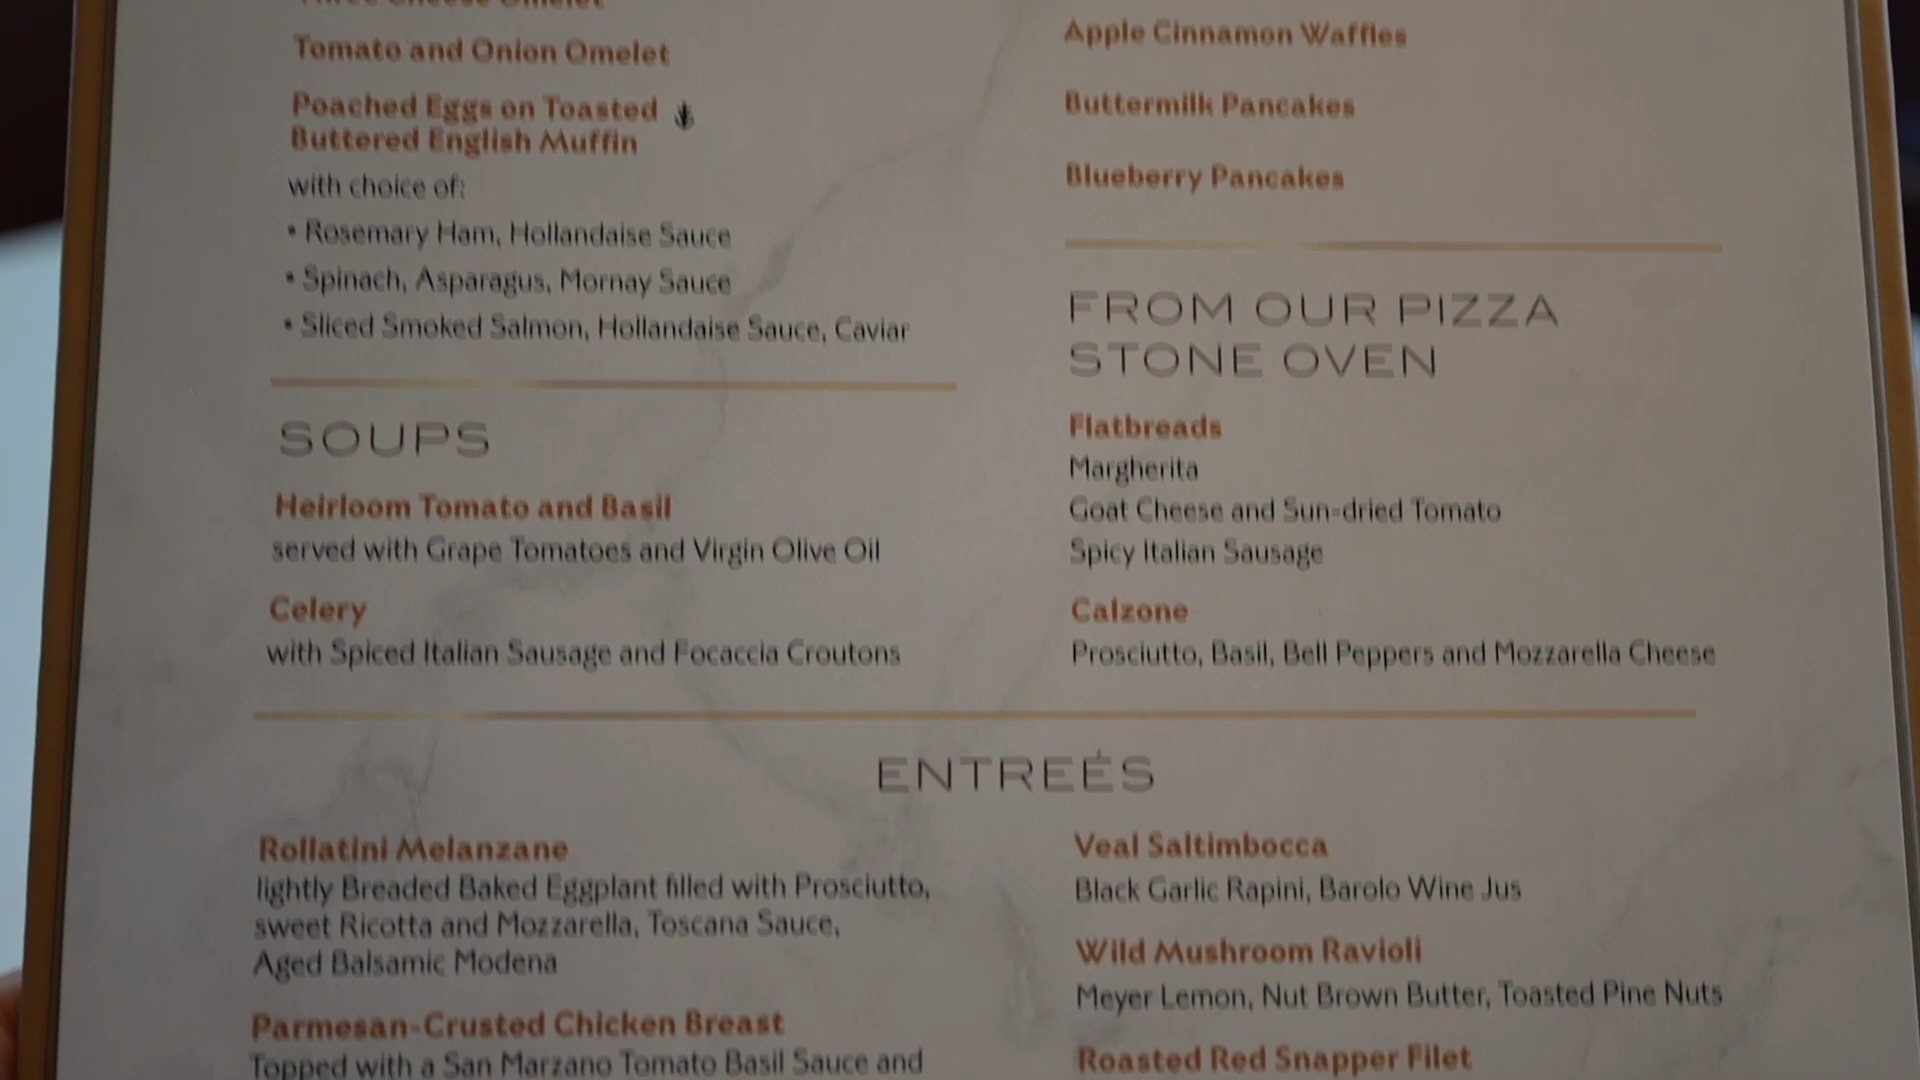 Three Cheese Omelet
Tomato and Onion Omelet
Poached Eggs on Toasted
Buttered English Muffin
with choice of:
• Rosemary Ham, Hollandaise Sauce
• Spinach, Asparagus, Mornay Sauce
• Sliced Smoked Salmon, Hollandaise Sauce, Caviar
SOUPS
Heirloom Tomato and Basil
served with Grape Tomatoes and Virgin Olive Oil
Celery
with Spiced Italian Sausage and Focaccia Croutons
Apple Cinnamon Waffles
Buttermilk Pancakes
Blueberry Pancakes
FROM OUR PIZZA
STONE OVEN
Flatbreads
Margherita
Goat Cheese and Sun-dried Tomato
Spicy Italian Sausage
Calzone
Prosciutto, Basil, Bell Peppers and Mozzarella Cheese
ENTREÉS
Rollatini Melanzane
lightly Breaded Baked Eggplant filled with Prosciutto,
sweet Ricotta and Mozzarella, Toscana Sauce,
Aged Balsamic Modena
Parmesan-Crusted Chicken Breast
Topped with a San Marzano Tomato Basil Sauce and
Veal Saltimbocca
Black Garlic Rapini, Barolo Wine Jus
Wild Mushroom Ravioli
Meyer Lemon, Nut Brown Butter, Toasted Pine Nuts
Roasted Red Snapper Filet